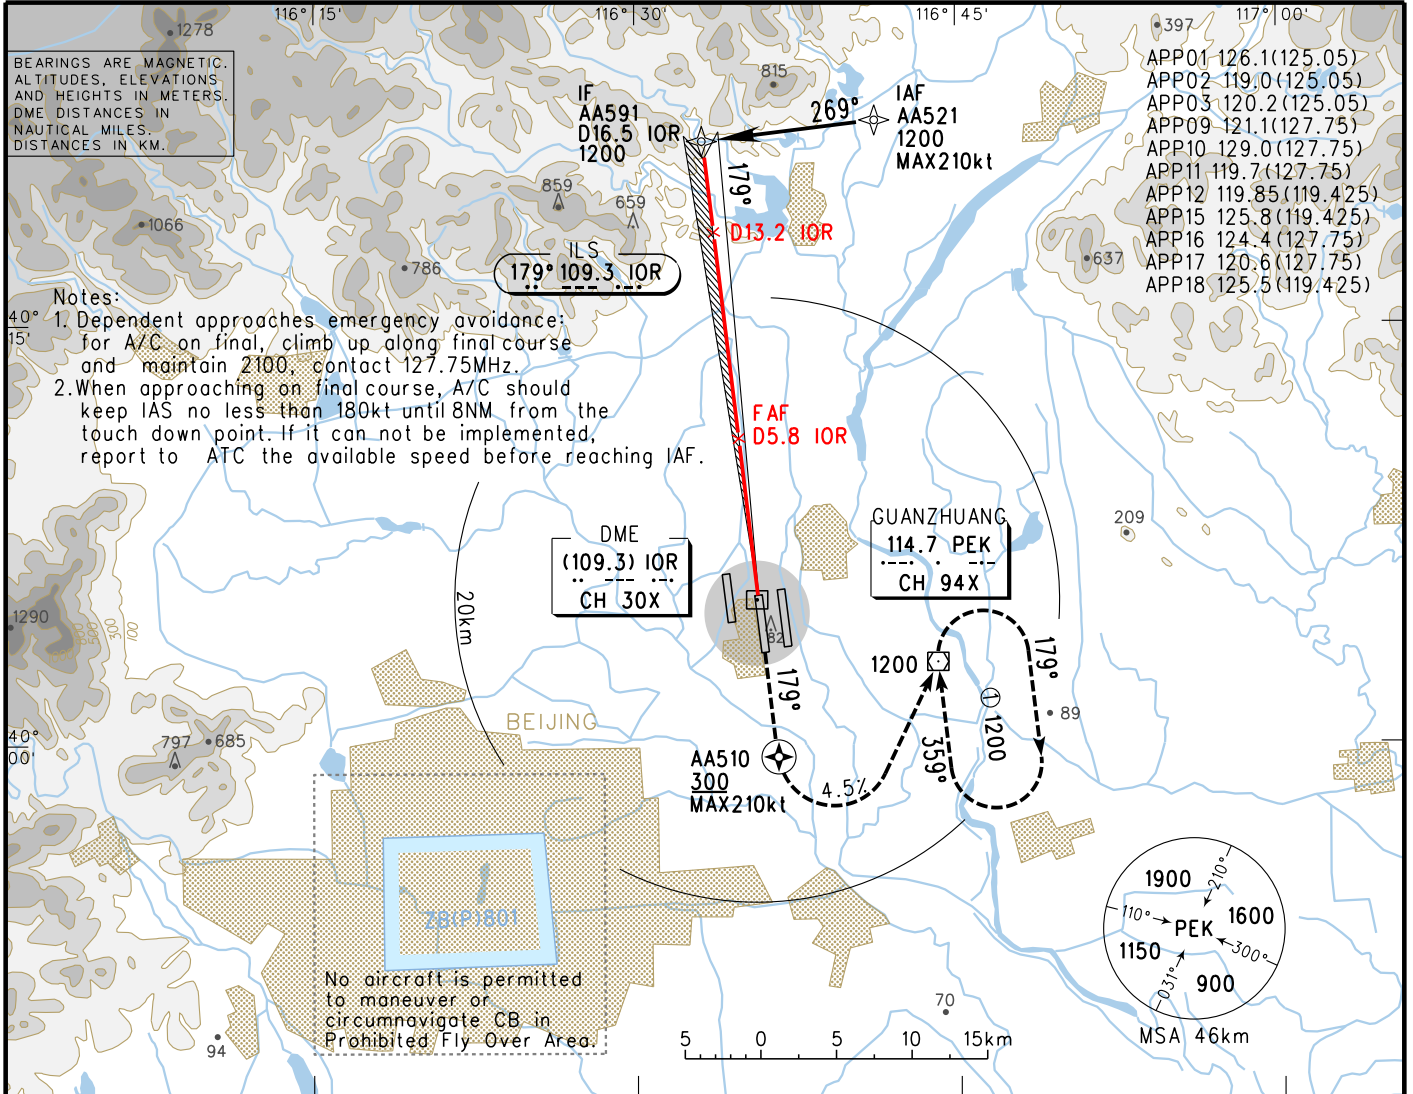 116°15'
116°30'
116°45'
117°00'
BEARINGS ARE MAGNETIC.
ALTITUDES, ELEVATIONS
AND HEIGHTS IN METERS.
DME DISTANCES IN
NAUTICAL MILES.
DISTANCES IN KM.
1278
397
815
APP01 126.1(125.05)
APP02 119.0(125.05)
APP03 120.2(125.05)
APP09 121.1(127.75)
APP10 129.0(127.75)
APP11 119.7(127.75)
APP12 119.85(119.425)
APP15 125.8(119.425)
APP16 124.4(127.75)
APP17 120.6(127.75)
APP18 125.5(119.425)
IF
AA591
D16.5 IOR
1200
269°
IAF
AA521
1200
MAX210kt
179°
859
659
1066
786
637
D13.2 IOR
ILS
179° 109.3 IOR
40°
15'
Notes:
1. Dependent approaches emergency avoidance:
for A/C on final, climb up along final course
and maintain 2100, contact 127.75MHz.
2. When approaching on final course, A/C should
keep IAS no less than 180kt until 8NM from the
touch down point. If it can not be implemented,
report to ATC the available speed before reaching IAF.
FAF
D5.8 IOR
DME
(109.3) IOR
CH 30X
GUANZHUANG
114.7 PEK
CH 94X
209
1290
500
300
100
20km
82
179°
1200
179°
① 1200
359°
89
BEIJING
40°
00'
797
685
AA510
300
MAX210kt
4.5%
ZB(P)801
No aircraft is permitted
to maneuver or
circumnavigate CB in
Prohibited Fly Over Area.
94
70
5 0 5 10 15km
1900
210°
110°
PEK
1600
1150
300°
031°
900
MSA 46km